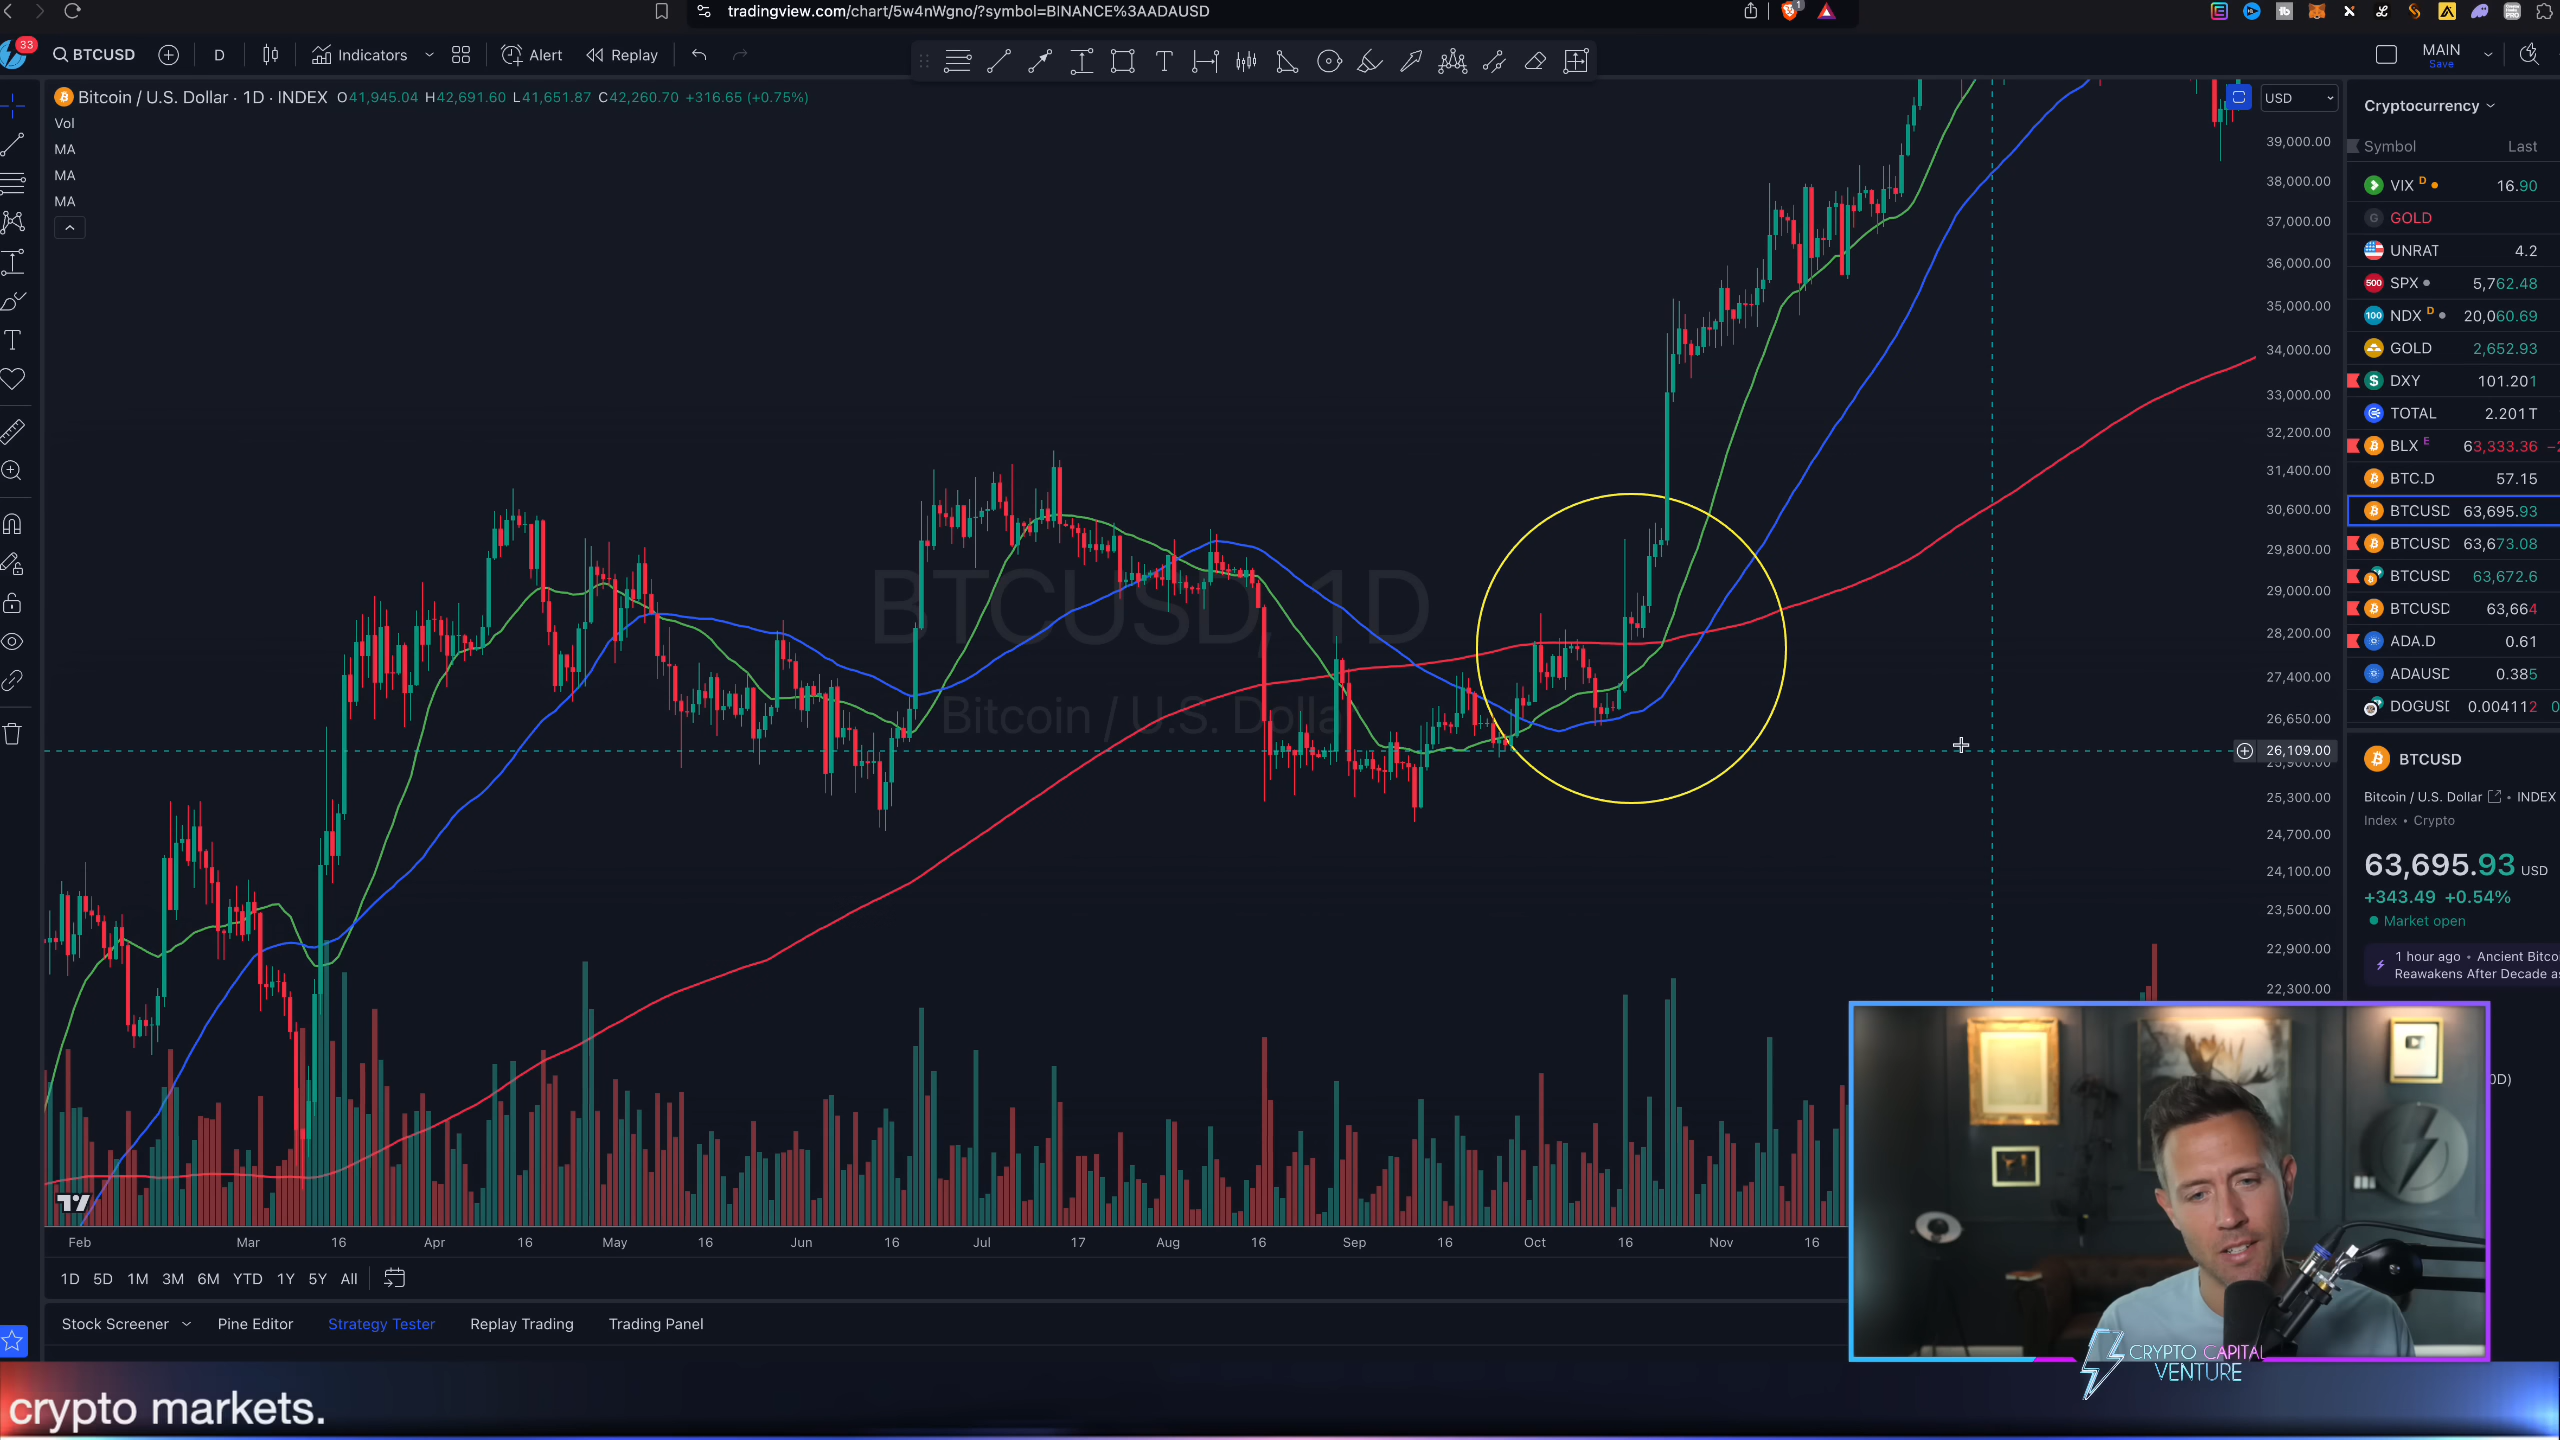 tradingview.com/chart/5w4nWgno/?symbol=BINANCE%3AADAUSD
33
BTCUSD D Indicators Alert Replay
MAIN
Save
Bitcoin / U.S. Dollar · 1D · INDEX O41,945.04 H42,691.60 L41,651.87 C42,260.70 +316.65 (+0.75%)
Vol
MA
MA
MA
USD
39,000.00
38,000.00
37,000.00
36,000.00
35,000.00
34,000.00
33,000.00
32,200.00
31,400.00
30,600.00
29,800.00
29,000.00
28,200.00
27,400.00
26,650.00
26,109.00
25,900.00
25,300.00
24,700.00
24,100.00
23,500.00
22,900.00
22,300.00
BTCUSD, 1D
Bitcoin / U.S. Dolla
Cryptocurrency
Symbol Last
VIX D 16.90
GOLD
UNRAT 4.2
SPX 5,762.48
NDX D 20,060.69
GOLD 2,652.93
DXY 101.201
TOTAL 2.201T
BLX E 63,333.36
BTC.D 57.15
BTCUSD 63,695.93
BTCUSD 63,673.08
BTCUSD 63,672.6
BTCUSD 63,664
ADA.D 0.61
ADAUSD 0.385
DOGUSD 0.004112 0
BTCUSD
Bitcoin / U.S. Dollar • INDEX
Index • Crypto
63,695.93 USD
+343.49 +0.54%
Market open
1 hour ago • Ancient Bitco
Reawakens After Decade as
0D)
Feb Mar 16 Apr 16 May 16 Jun 16 Jul 17 Aug 16 Sep 16 Oct 16 Nov 16
1D 5D 1M 3M 6M YTD 1Y 5Y All
Stock Screener Pine Editor Strategy Tester Replay Trading Trading Panel
CRYPTO CAPITAL
VENTURE
crypto markets.